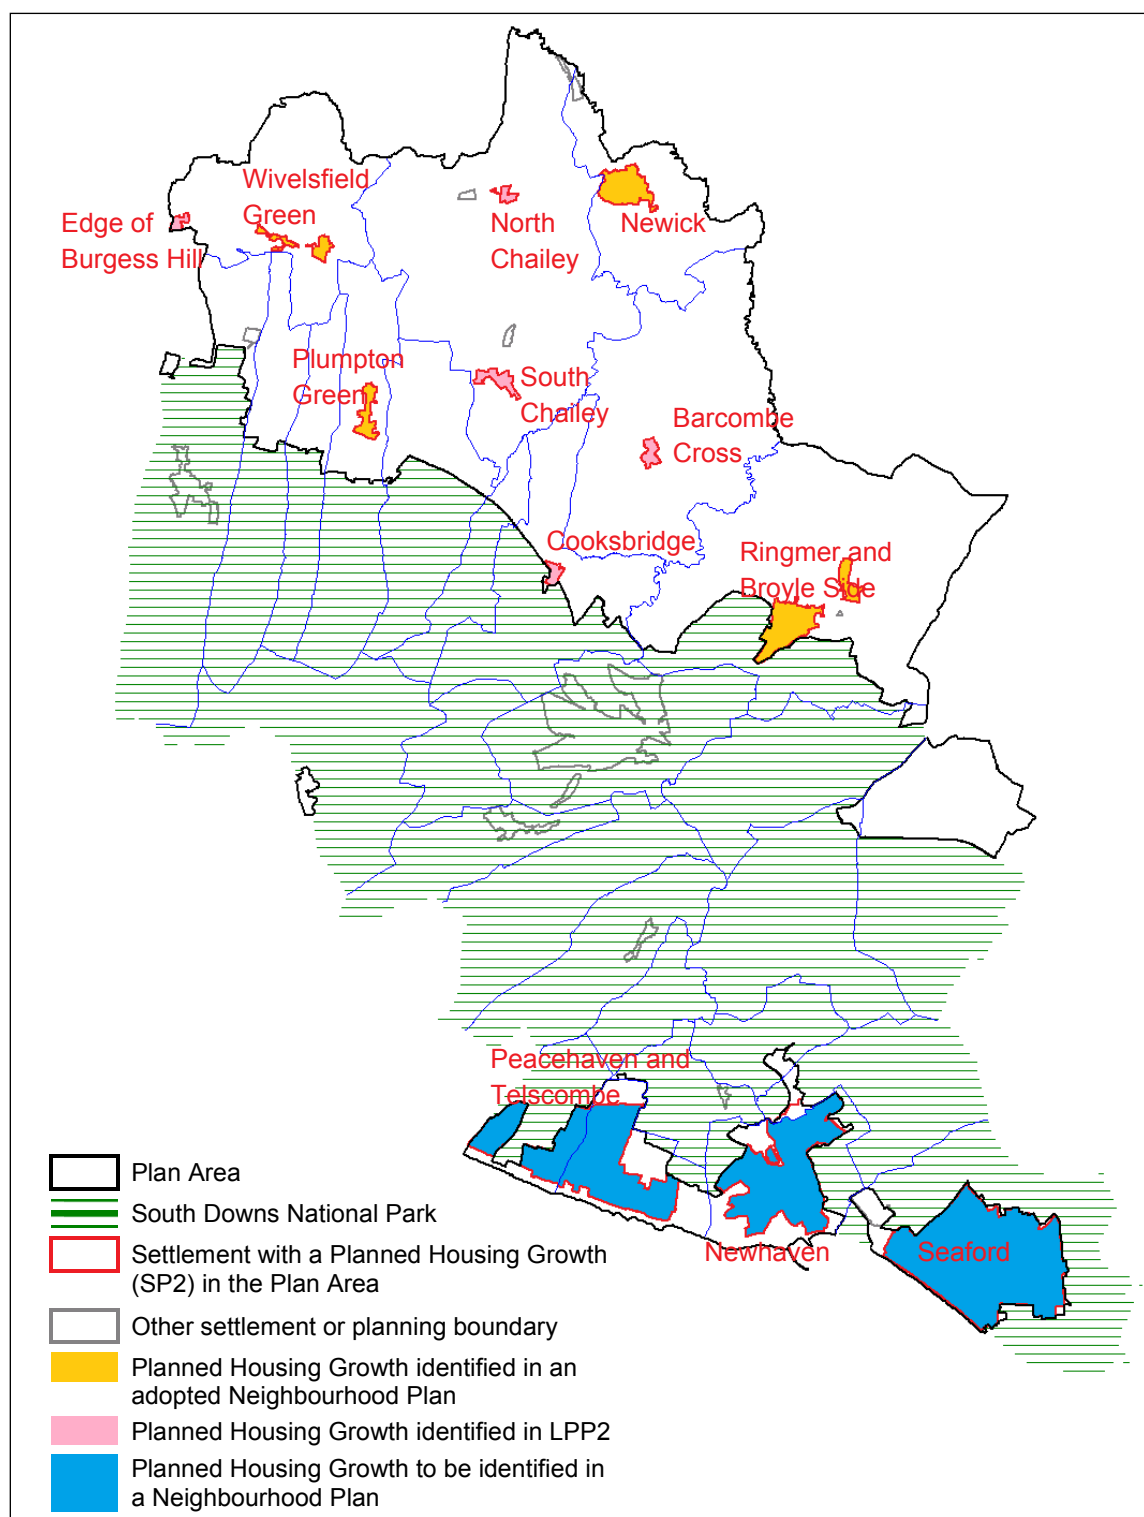 Wivelsfield
Green
Edge of
Burgess Hill
North
Chailey
Newick
Plumpton
Green
South
Chailey
Barcombe
Cross
Cooksbridge
Ringmer and
Broyle Side
Peacehaven and
Telscombe
Newhaven
Seaford
Plan Area
South Downs National Park
Settlement with a Planned Housing Growth
(SP2) in the Plan Area
Other settlement or planning boundary
Planned Housing Growth identified in an
adopted Neighbourhood Plan
Planned Housing Growth identified in LPP2
Planned Housing Growth to be identified in
a Neighbourhood Plan